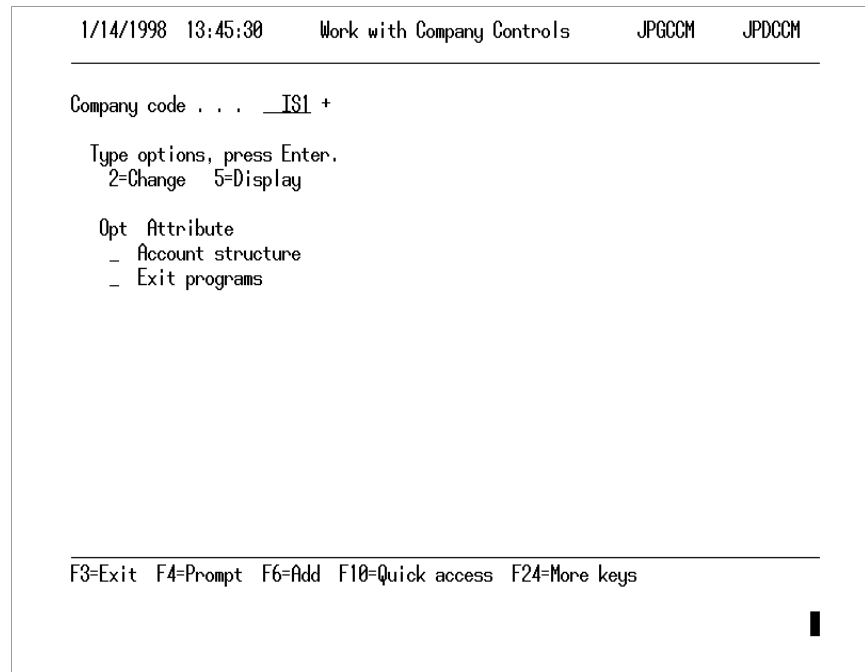 1/14/1998 13:45:30 Work with Company Controls JPGCCM JPDCCM
Company code . . . __IS1 +
Type options, press Enter.
2=Change 5=Display
Opt Attribute
_ Account structure
_ Exit programs
F3=Exit F4=Prompt F6=Add F10=Quick access F24=More keys